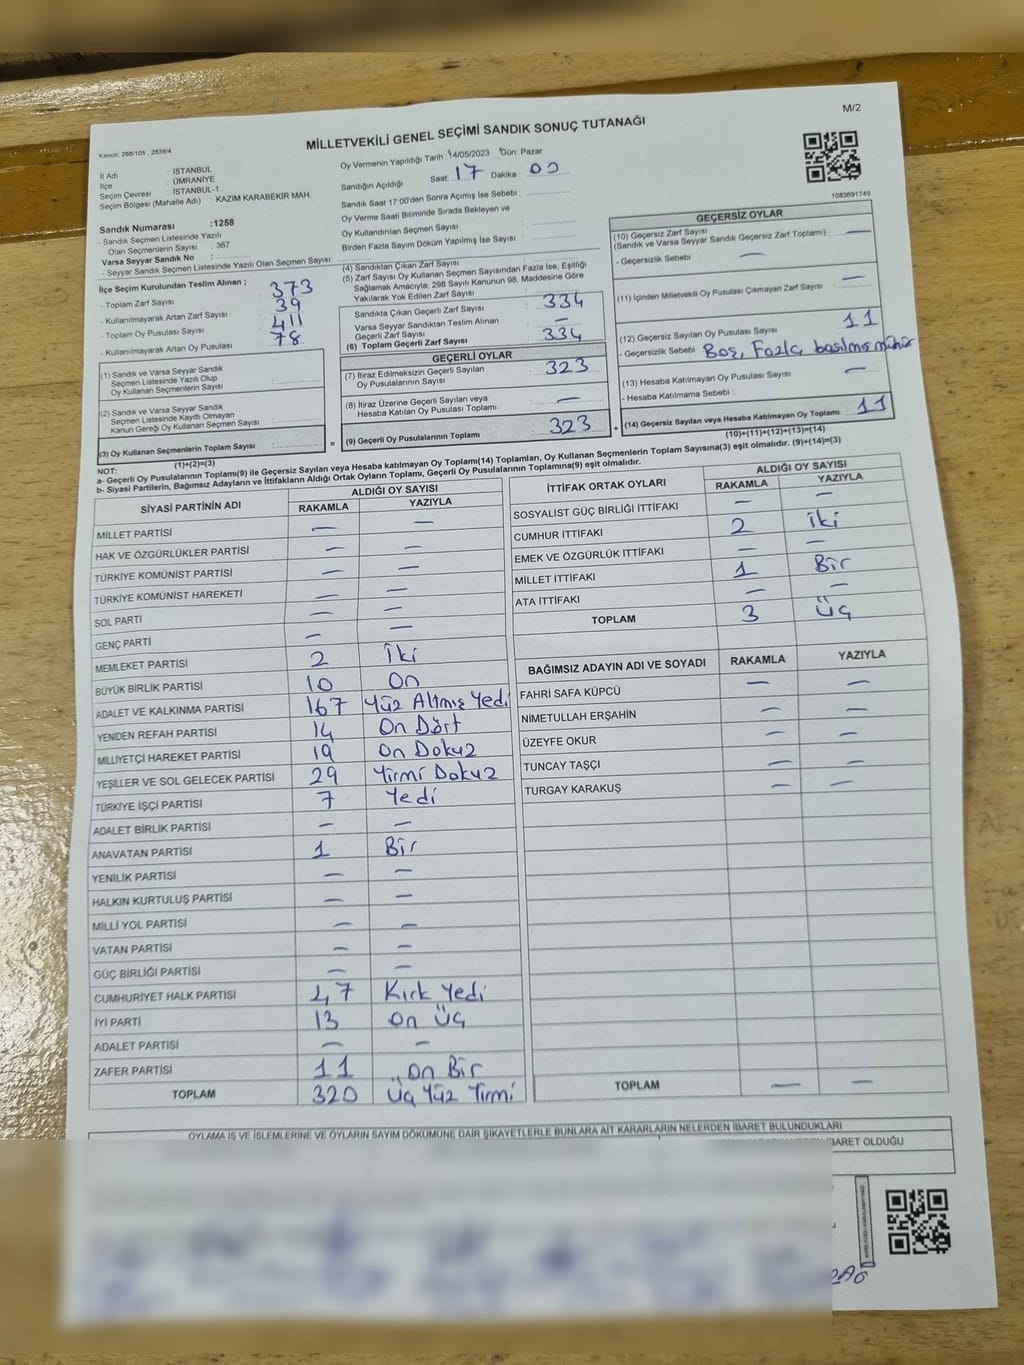 M/2
MİLLETVEKİLİ GENEL SEÇİMİ SANDIK SONUÇ TUTANAĞI
Kanun: 298/105 , 2839/4
İl Adı : İSTANBUL
İlçe : ÜMRANİYE
Seçim Çevresi : İSTANBUL-1
Seçim Bölgesi (Mahalle Adı) : KAZIM KARABEKİR MAH.
Sandık Numarası :1258
- Sandık Seçmen Listesinde Yazılı
Olan Seçmenlerin Sayısı : 367
Varsa Seyyar Sandık No :
- Seyyar Sandık Seçmen Listesinde Yazılı Olan Seçmen Sayısı:
Oy Vermenin Yapıldığı Tarih : 14/05/2023 Gün: Pazar
Sandığın Açıldığı Saat: 17 Dakika : 00
Sandık Saat 17:00'den Sonra Açılmış İse Sebebi :
Oy Verme Saati Bitiminde Sırada Bekleyen ve
Oy Kullandırılan Seçmen Sayısı :
Birden Fazla Sayım Döküm Yapılmış İse Sayısı :
1083691749
İlçe Seçim Kurulundan Teslim Alınan ;
- Toplam Zarf Sayısı : 373
- Kullanılmayarak Artan Zarf Sayısı : 39
- Toplam Oy Pusulası Sayısı : 411
- Kullanılmayarak Artan Oy Pusulası : 78
(1) Sandık ve Varsa Seyyar Sandık
Seçmen Listesinde Yazılı Olup
Oy Kullanan Seçmenlerin Sayısı :
(2) Sandık ve Varsa Seyyar Sandık
Seçmen Listesinde Kayıtlı Olmayan
Kanun Gereği Oy Kullanan Seçmen Sayısı :
(3) Oy Kullanan Seçmenlerin Toplam Sayısı :
(1)+(2)=(3)
(4) Sandıktan Çıkan Zarf Sayısı
(5) Zarf Sayısı Oy Kullanan Seçmen Sayısından Fazla İse, Eşitliği
Sağlamak Amacıyla; 298 Sayılı Kanunun 98. Maddesine Göre
Yakılarak Yok Edilen Zarf Sayısı :
Sandıkta Çıkan Geçerli Zarf Sayısı : 334
Varsa Seyyar Sandıktan Teslim Alınan
Geçerli Zarf Sayısı : —
(6) Toplam Geçerli Zarf Sayısı : 334
GEÇERLİ OYLAR
(7) İtiraz Edilmeksizin Geçerli Sayılan
Oy Pusulalarının Sayısı : 323
(8) İtiraz Üzerine Geçerli Sayılan veya
Hesaba Katılan Oy Pusulası Toplamı : —
= (9) Geçerli Oy Pusulalarının Toplamı : 323
GEÇERSİZ OYLAR
(10) Geçersiz Zarf Sayısı
(Sandık ve Varsa Seyyar Sandık Geçersiz Zarf Toplamı) : —
- Geçersizlik Sebebi : —
(11) İçinden Milletvekili Oy Pusulası Çıkmayan Zarf Sayısı : —
(12) Geçersiz Sayılan Oy Pusulası Sayısı : 11
- Geçersizlik Sebebi : Boş, Fazla basılmış mühür
(13) Hesaba Katılmayan Oy Pusulası Sayısı : —
- Hesaba Katılmama Sebebi :
+ (14) Geçersiz Sayılan veya Hesaba Katılmayan Oy Toplamı : 11
(10)+(11)+(12)+(13)=(14)
NOT:
a- Geçerli Oy Pusulalarının Toplamı(9) ile Geçersiz Sayılan veya Hesaba katılmayan Oy Toplamı(14) Toplamları, Oy Kullanan Seçmenlerin Toplam Sayısına(3) eşit olmalıdır. (9)+(14)=(3)
b- Siyasi Partilerin, Bağımsız Adayların ve İttifakların Aldığı Ortak Oyların Toplamı, Geçerli Oy Pusulalarının Toplamına(9) eşit olmalıdır.
SİYASİ PARTİNİN ADI ALDIĞI OY SAYISI
RAKAMLA YAZIYLA
MİLLET PARTİSİ — —
HAK VE ÖZGÜRLÜKLER PARTİSİ — —
TÜRKİYE KOMÜNİST PARTİSİ — —
TÜRKİYE KOMÜNİST HAREKETİ — —
SOL PARTİ — —
GENÇ PARTİ — —
MEMLEKET PARTİSİ 2 İki
BÜYÜK BİRLİK PARTİSİ 10 On
ADALET VE KALKINMA PARTİSİ 167 Yüz Altmış Yedi
YENİDEN REFAH PARTİSİ 14 On Dört
MİLLİYETÇİ HAREKET PARTİSİ 19 On Dokuz
YEŞİLLER VE SOL GELECEK PARTİSİ 29 Yirmi Dokuz
TÜRKİYE İŞÇİ PARTİSİ 7 Yedi
ADALET BİRLİK PARTİSİ — —
ANAVATAN PARTİSİ 1 Bir
YENİLİK PARTİSİ — —
HALKIN KURTULUŞ PARTİSİ — —
MİLLİ YOL PARTİSİ — —
VATAN PARTİSİ — —
GÜÇ BİRLİĞİ PARTİSİ — —
CUMHURİYET HALK PARTİSİ 47 Kırk Yedi
İYİ PARTİ 13 On Üç
ADALET PARTİSİ — —
ZAFER PARTİSİ 11 On Bir
TOPLAM 320 Üç Yüz Yirmi
İTTİFAK ORTAK OYLARI ALDIĞI OY SAYISI
RAKAMLA YAZIYLA
SOSYALİST GÜÇ BİRLİĞİ İTTİFAKI — —
CUMHUR İTTİFAKI 2 İki
EMEK VE ÖZGÜRLÜK İTTİFAKI — —
MİLLET İTTİFAKI 1 Bir
ATA İTTİFAKI — —
TOPLAM 3 Üç
BAĞIMSIZ ADAYIN ADI VE SOYADI RAKAMLA YAZIYLA
FAHRİ SAFA KÜPCÜ — —
NİMETULLAH ERŞAHİN — —
ÜZEYFE OKUR — —
TUNCAY TAŞÇI — —
TURGAY KARAKUŞ — —
TOPLAM — —
OYLAMA İŞ VE İŞLEMLERİNE VE OYLARIN SAYIM DÖKÜMÜNE DAİR ŞİKAYETLERLE BUNLARA AİT KARARLARIN NELERDEN İBARET BULUNDUKLARI
İBARET OLDUĞU